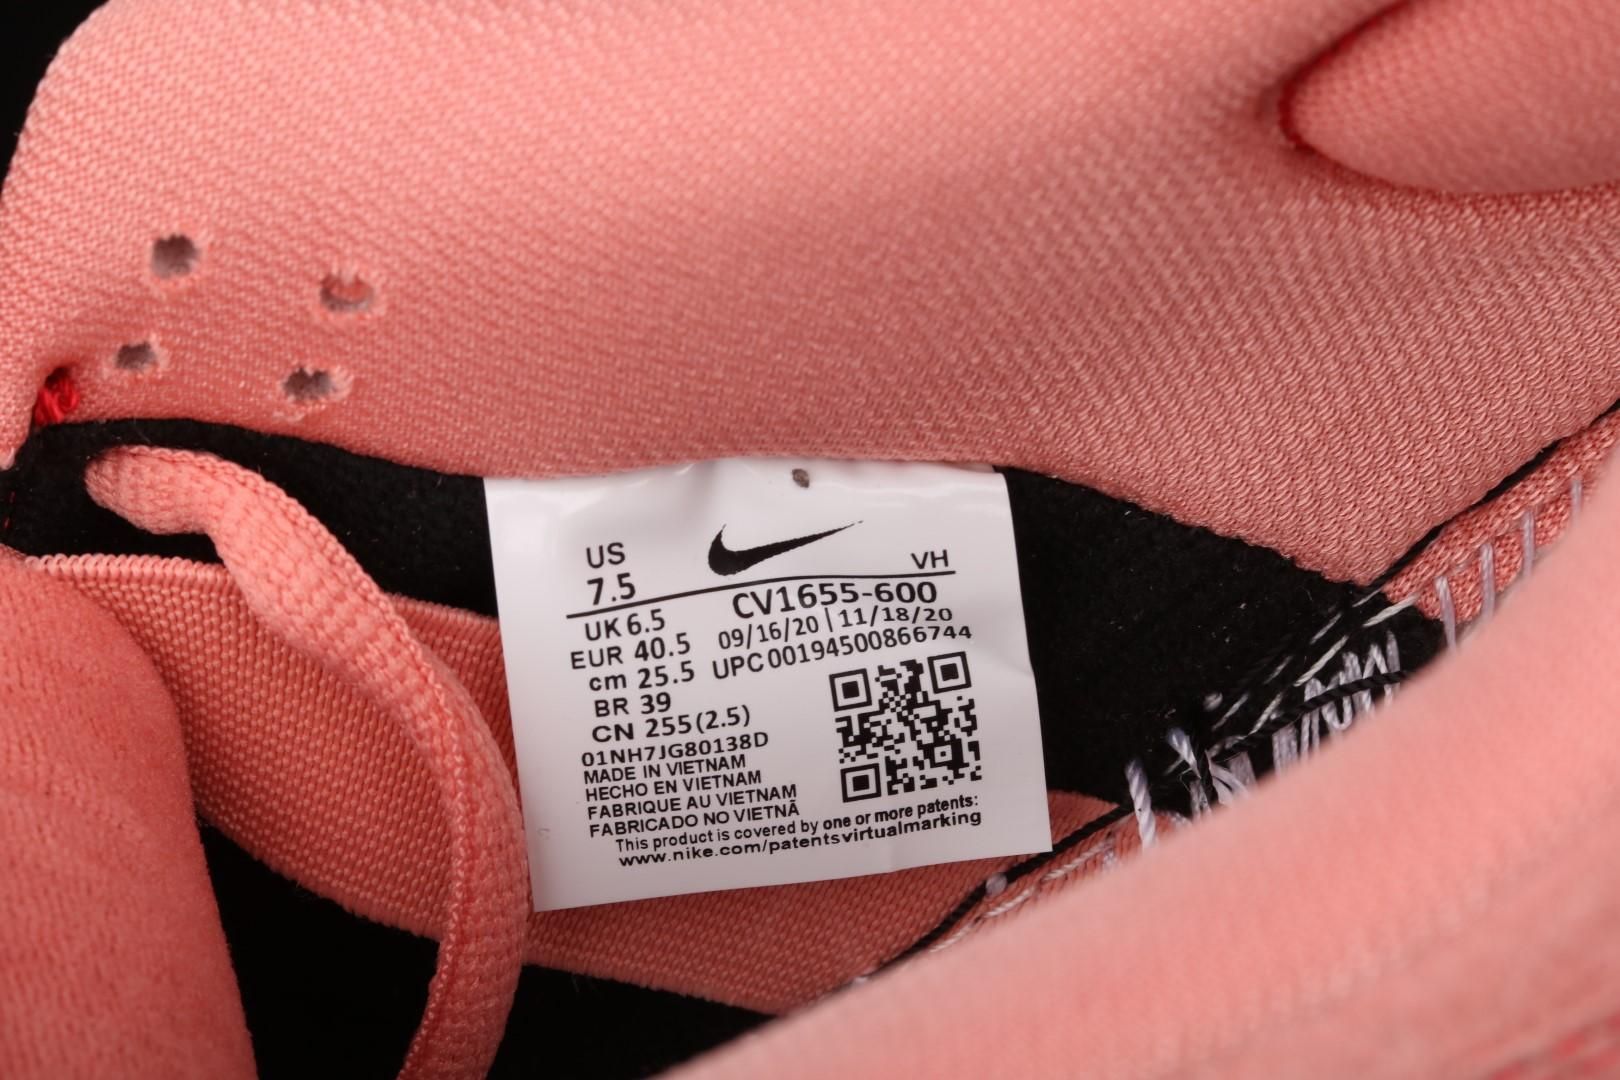 US
7.5
VH
UK 6.5
CV1655-600
EUR 40.5
09/16/20 | 11/18/20
cm 25.5
UPC 00194500866744
BR 39
CN 255 (2.5)
01NH7JG80138D
MADE IN VIETNAM
HECHO EN VIETNAM
FABRIQUE AU VIETNAM
FABRICADO NO VIETNÃ
This product is covered by one or more patents:
www.nike.com/patentsvirtualmarking